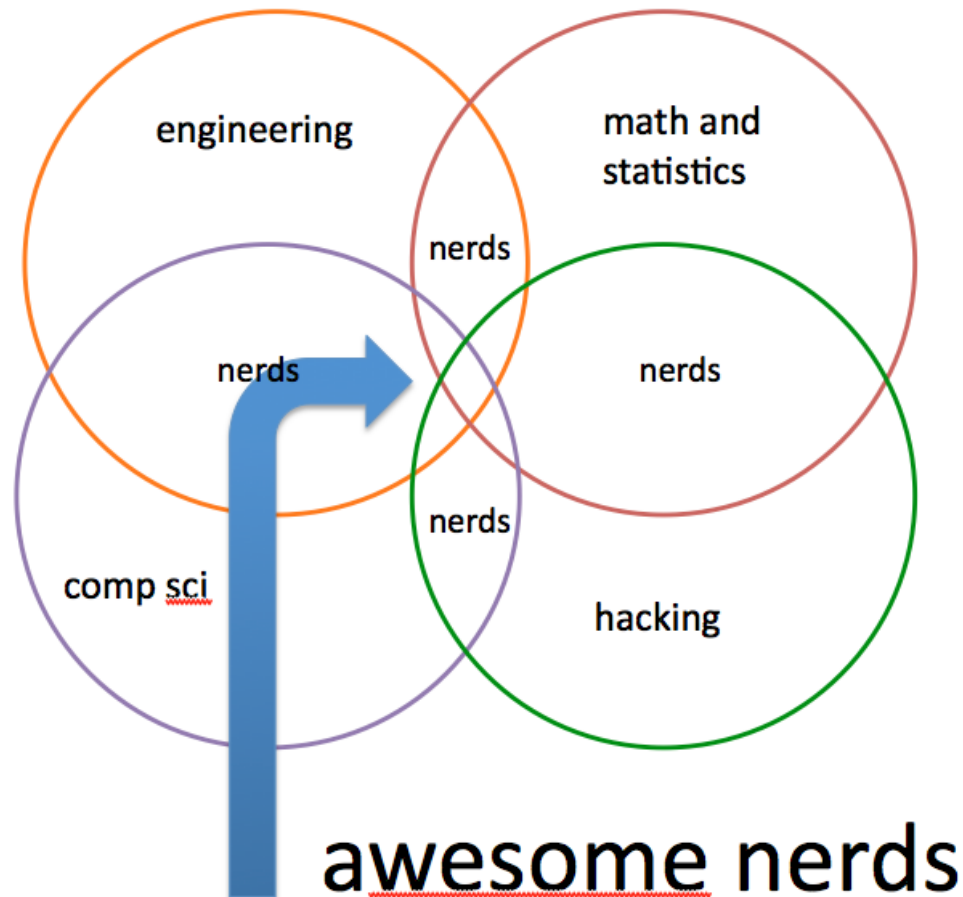 engineering
math and
statistics
nerds
nerds
nerds
nerds
comp sci
hacking
awesome nerds